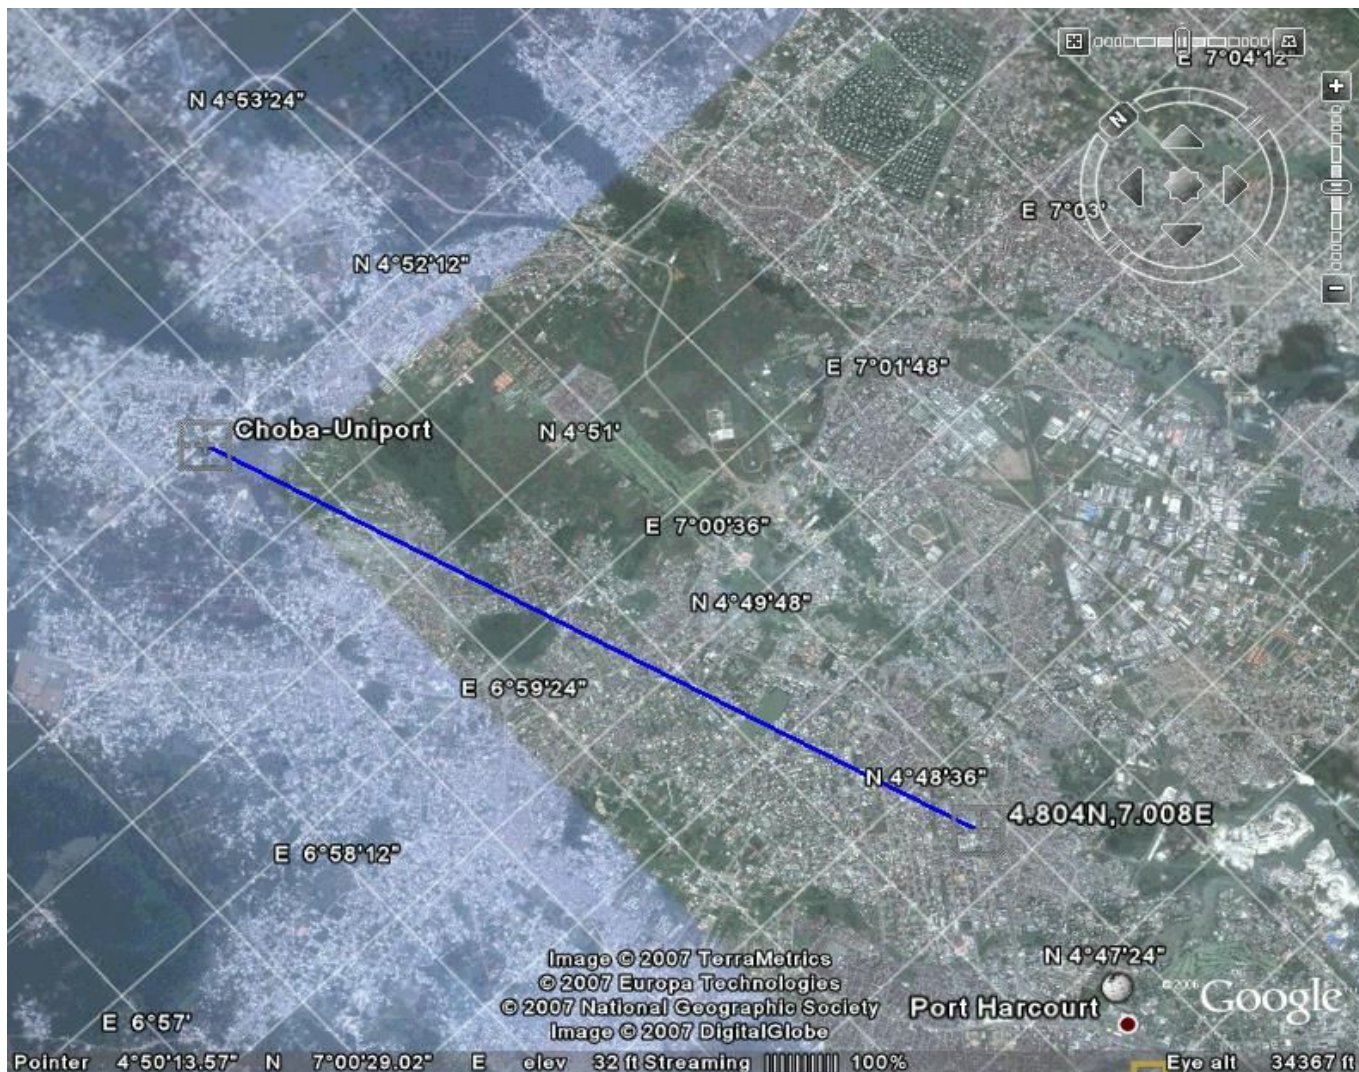 E 7°04'12"
N 4°53'24"
N
E 7°03'
N 4°52'12"
E 7°01'48"
Choba-Uniport
N 4°51'
E 7°00'36"
N 4°49'48"
E 6°59'24"
N 4°48'36"
4.804N,7.008E
E 6°58'12"
N 4°47'24"
Image © 2007 TerraMetrics
© 2007 Europa Technologies
© 2007 National Geographic Society
Image © 2007 DigitalGlobe
Port Harcourt
© 2006 Google
E 6°57'
Pointer 4°50'13.57" N 7°00'29.02" E elev 32 ft Streaming |||||||||| 100% Eye alt 34367 ft